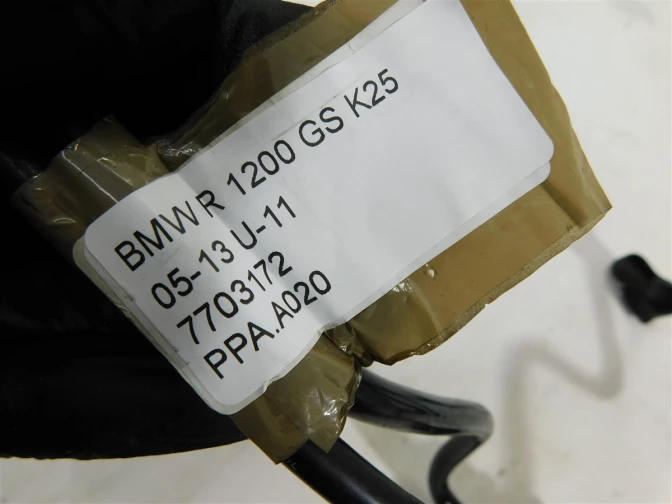 BMW R 1200 GS K25
05-13 U-11
7703172
PPA.A020